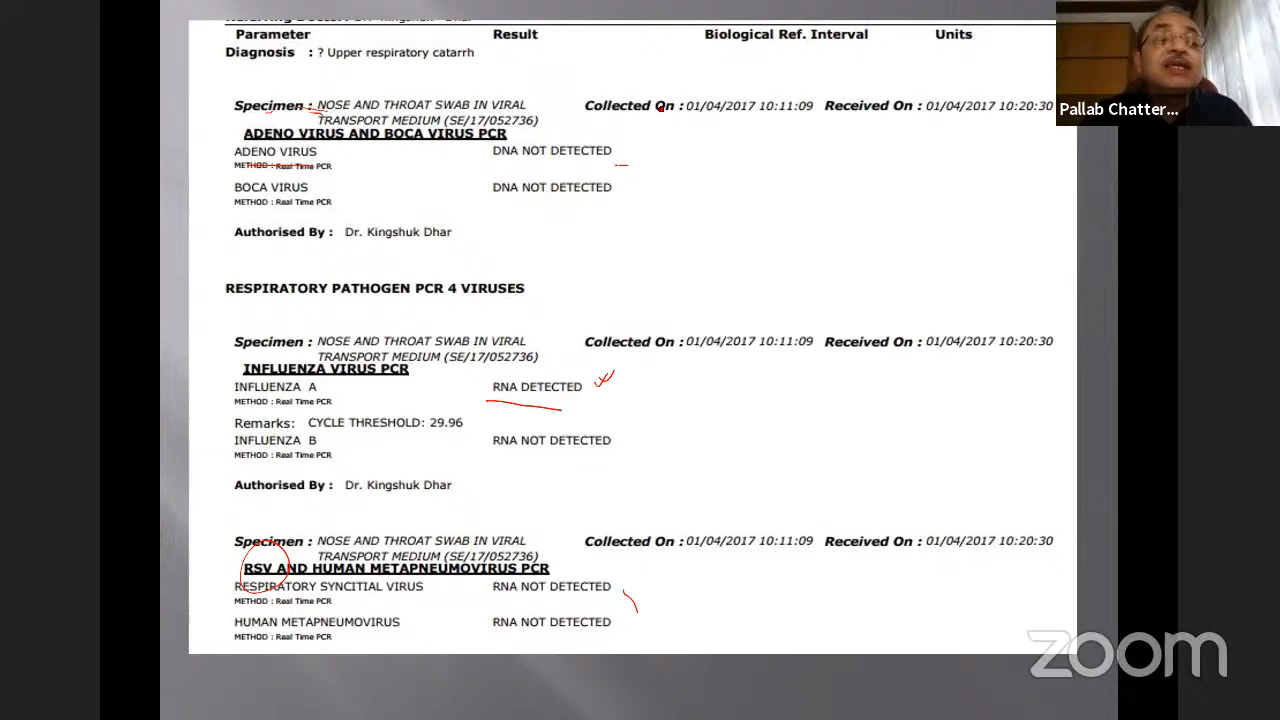 Referring Doctor: Dr. Kingshuk Dhar
Parameter Result Biological Ref. Interval Units
Diagnosis : ? Upper respiratory catarrh
Specimen : NOSE AND THROAT SWAB IN VIRAL Collected On : 01/04/2017 10:11:09 Received On : 01/04/2017 10:20:30
TRANSPORT MEDIUM (SE/17/052736)
ADENO VIRUS AND BOCA VIRUS PCR
ADENO VIRUS DNA NOT DETECTED
METHOD : Real Time PCR
BOCA VIRUS DNA NOT DETECTED
METHOD : Real Time PCR
Authorised By : Dr. Kingshuk Dhar
RESPIRATORY PATHOGEN PCR 4 VIRUSES
Specimen : NOSE AND THROAT SWAB IN VIRAL Collected On : 01/04/2017 10:11:09 Received On : 01/04/2017 10:20:30
TRANSPORT MEDIUM (SE/17/052736)
INFLUENZA VIRUS PCR
INFLUENZA A RNA DETECTED
METHOD : Real Time PCR
Remarks: CYCLE THRESHOLD: 29.96
INFLUENZA B RNA NOT DETECTED
METHOD : Real Time PCR
Authorised By : Dr. Kingshuk Dhar
Specimen : NOSE AND THROAT SWAB IN VIRAL Collected On : 01/04/2017 10:11:09 Received On : 01/04/2017 10:20:30
TRANSPORT MEDIUM (SE/17/052736)
RSV AND HUMAN METAPNEUMOVIRUS PCR
RESPIRATORY SYNCITIAL VIRUS RNA NOT DETECTED
METHOD : Real Time PCR
HUMAN METAPNEUMOVIRUS RNA NOT DETECTED
METHOD : Real Time PCR
Pallab Chatter...
zoom